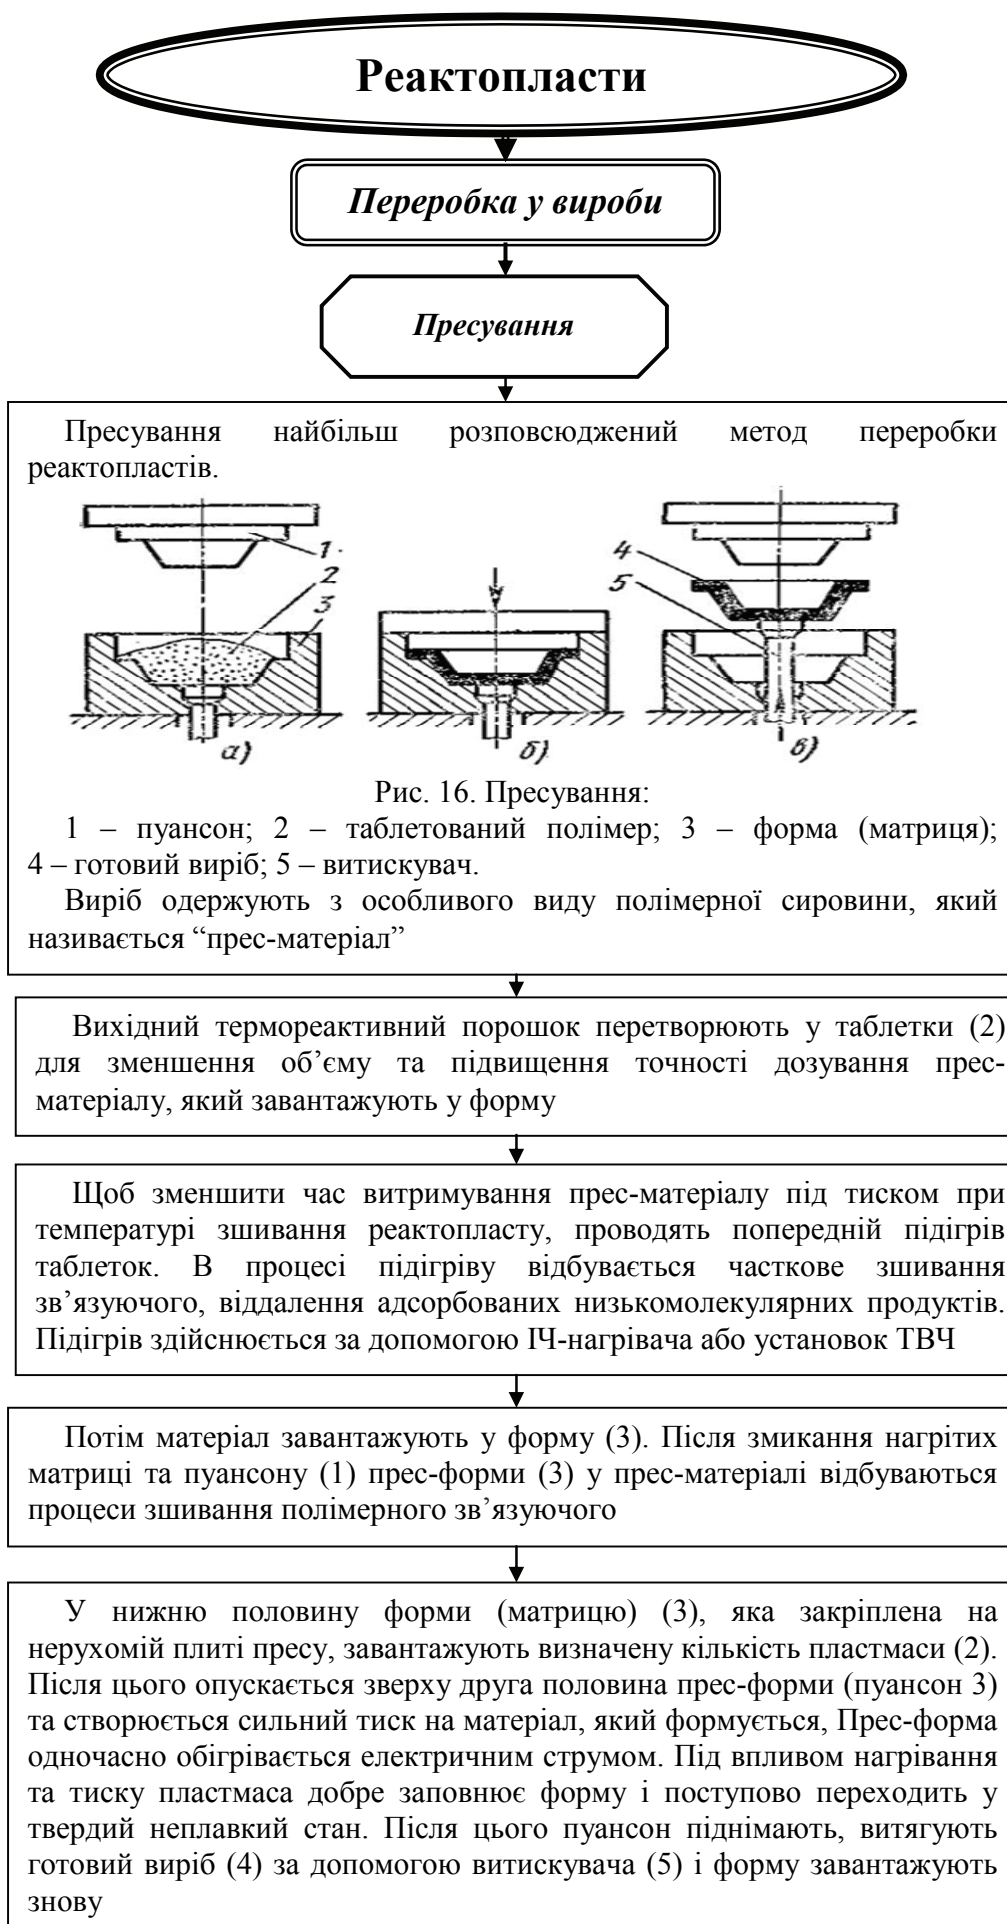 Реактопласти
Переробка у вироби
Пресування
Пресування найбільш розповсюджений метод переробки
реактопластів.
1
2
3
4
5
а)
б)
в)
Рис. 16. Пресування:
1 – пуансон; 2 – таблетований полімер; 3 – форма (матриця);
4 – готовий виріб; 5 – витискувач.
Виріб одержують з особливого виду полімерної сировини, який
називається “прес-матеріал”
Вихідний термореактивний порошок перетворюють у таблетки (2)
для зменшення об’єму та підвищення точності дозування прес-
матеріалу, який завантажують у форму
Щоб зменшити час витримування прес-матеріалу під тиском при
температурі зшивання реактопласту, проводять попередній підігрів
таблеток. В процесі підігріву відбувається часткове зшивання
зв’язуючого, віддалення адсорбованих низькомолекулярних продуктів.
Підігрів здійснюється за допомогою ІЧ-нагрівача або установок ТВЧ
Потім матеріал завантажують у форму (3). Після змикання нагрітих
матриці та пуансону (1) прес-форми (3) у прес-матеріалі відбуваються
процеси зшивання полімерного зв’язуючого
У нижню половину форми (матрицю) (3), яка закріплена на
нерухомій плиті пресу, завантажують визначену кількість пластмаси (2).
Після цього опускається зверху друга половина прес-форми (пуансон 3)
та створюється сильний тиск на матеріал, який формується, Прес-форма
одночасно обігрівається електричним струмом. Під впливом нагрівання
та тиску пластмаса добре заповнює форму і поступово переходить у
твердий неплавкий стан. Після цього пуансон піднімають, витягують
готовий виріб (4) за допомогою витискувача (5) і форму завантажують
знову